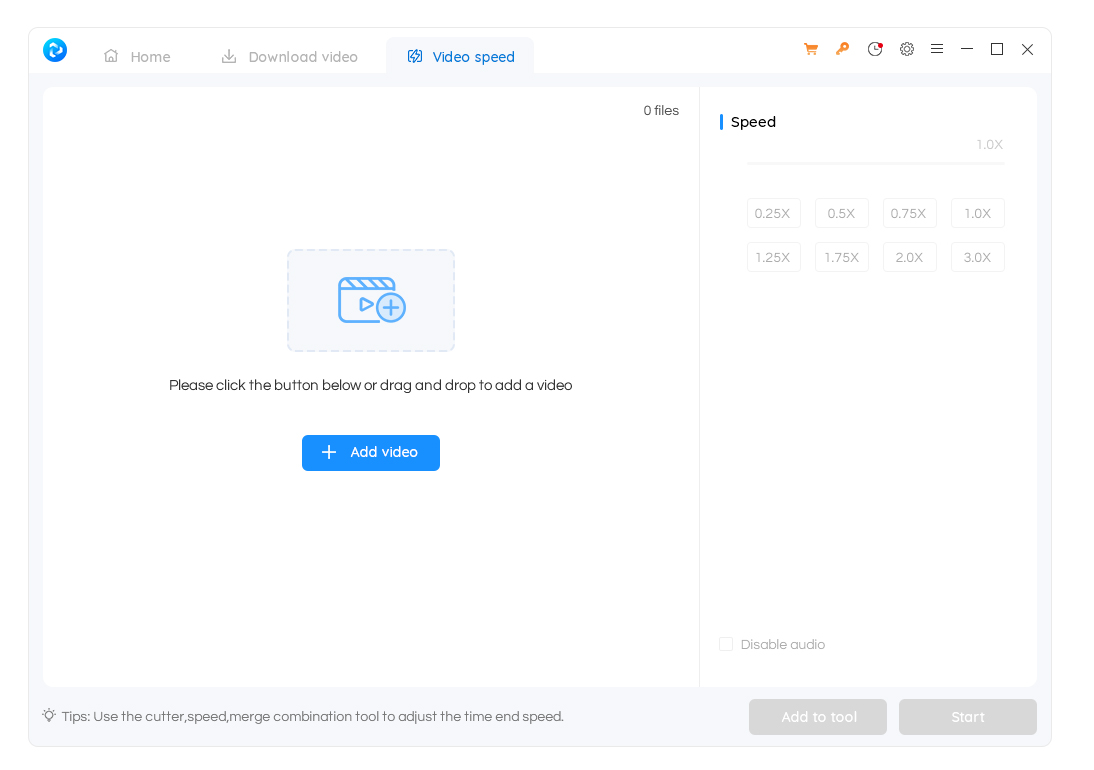 Home
Download video
Video speed
0 files
Speed
1.0X
0.25X 0.5X 0.75X 1.0X
1.25X 1.75X 2.0X 3.0X
Please click the button below or drag and drop to add a video
Add video
Disable audio
Tips: Use the cutter,speed,merge combination tool to adjust the time end speed.
Add to tool
Start